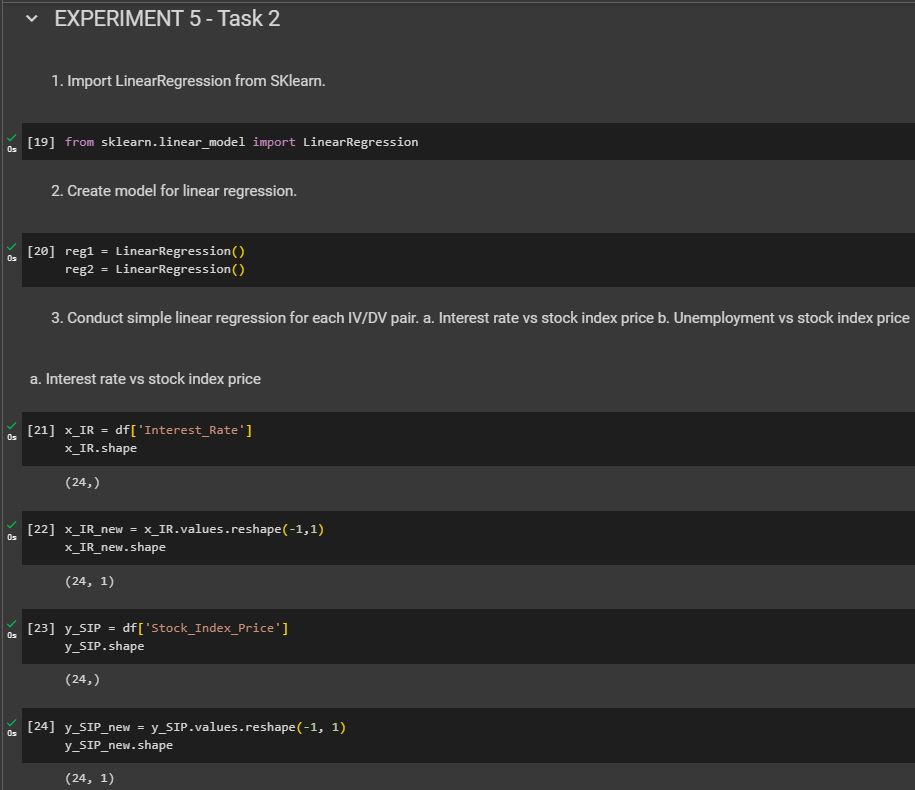 EXPERIMENT 5 - Task 2
1. Import LinearRegression from SKlearn.
[19] from sklearn.linear_model import LinearRegression
0s
2. Create model for linear regression.
[20] reg1 = LinearRegression()
0s
reg2 = LinearRegression()
3. Conduct simple linear regression for each IV/DV pair. a. Interest rate vs stock index price b. Unemployment vs stock index price
a. Interest rate vs stock index price
[21] x_IR = df['Interest_Rate']
0s
x_IR.shape
(24,)
[22] x_IR_new = x_IR.values.reshape(-1,1)
0s
x_IR_new.shape
(24, 1)
[23] y_SIP = df['Stock_Index_Price']
0s
y_SIP.shape
(24,)
[24] y_SIP_new = y_SIP.values.reshape(-1, 1)
0s
y_SIP_new.shape
(24, 1)